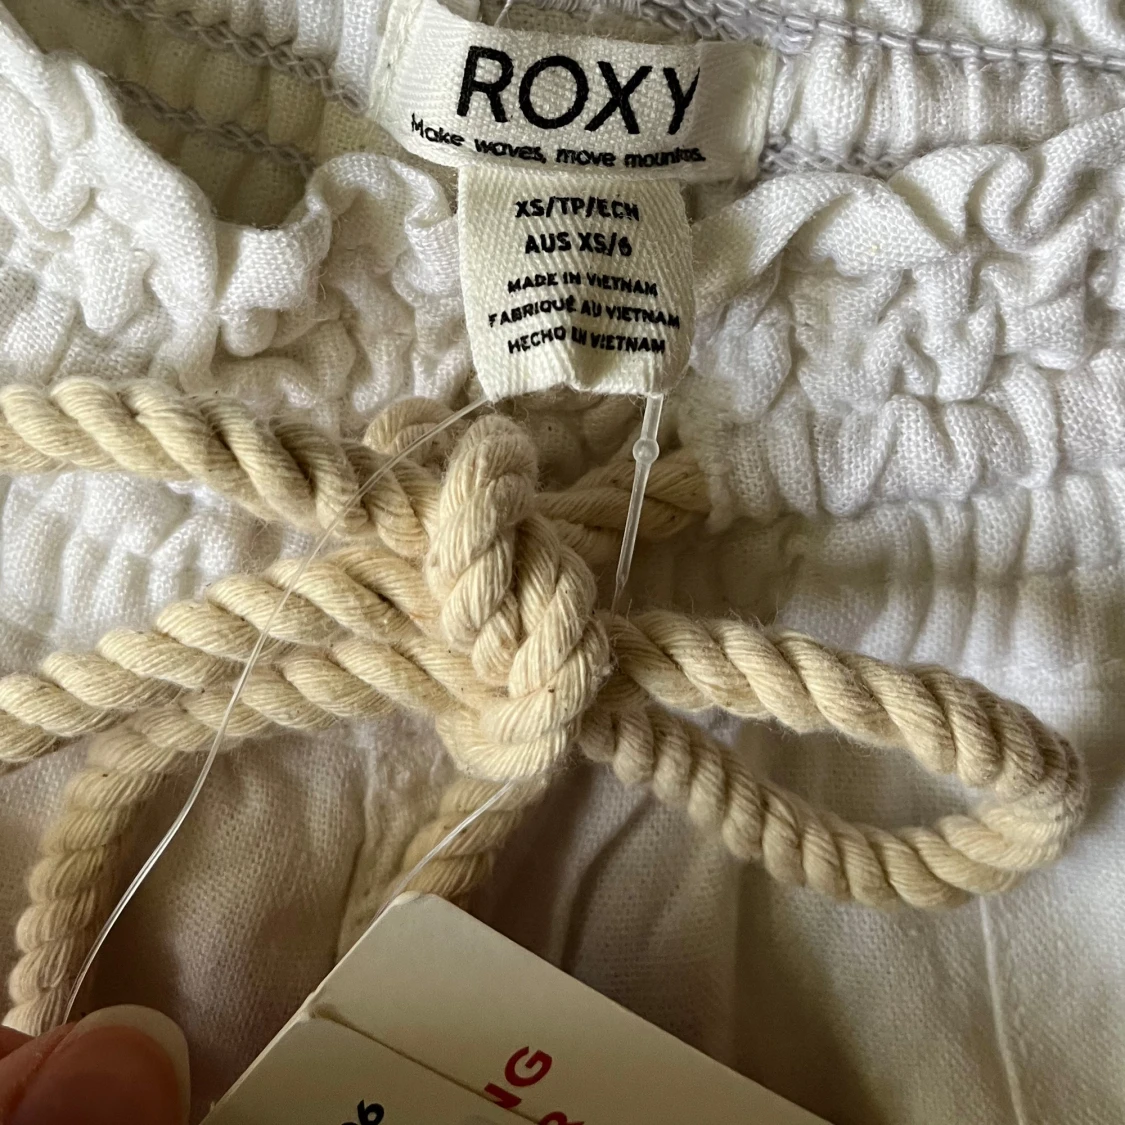 ROXY
Make waves, move mountns.
XS/TP/ECH
AUS XS/6
MADE IN VIETNAM
FABRIQUÉ AU VIETNAM
HECHO EN VIETNAM